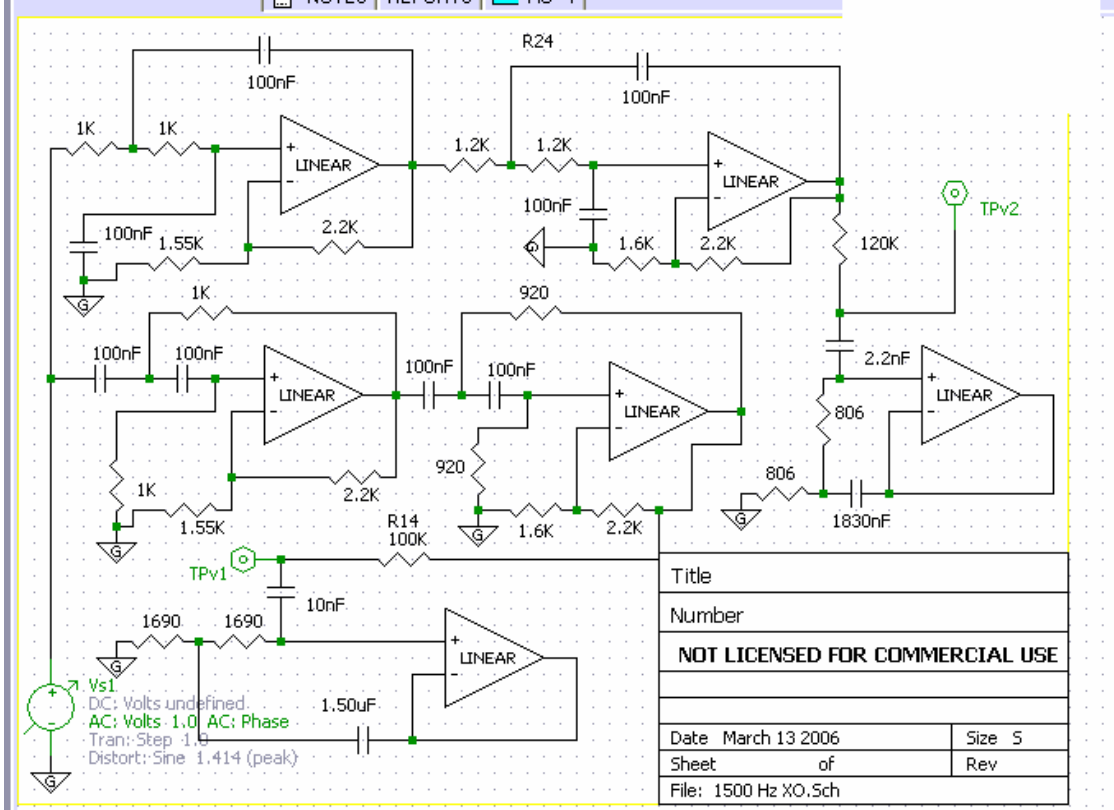 R24
100nF
100nF
1K
1K
+
LINEAR
-
1.2K
1.2K
+
LINEAR
-
TPv2
100nF
100nF
G
2.2K
1.55K
1.6K
2.2K
120K
G
1K
920
100nF
100nF
100nF
100nF
2.2nF
+
LINEAR
-
+
LINEAR
-
+
LINEAR
-
806
920
806
1K
2.2K
1.55K
1.6K
2.2K
1830nF
G
G
G
R14
100K
TPv1
10nF
1690
1690
+
LINEAR
-
G
1.50uF
Vs1
DC: Volts undefined
AC: Volts 1.0 AC: Phase
Tran: Step 1.0
Distort: Sine 1.414 (peak)
+
-
G
Title
Number
NOT LICENSED FOR COMMERCIAL USE
Date March 13 2006
Size S
Sheet of
Rev
File: 1500 Hz XO.Sch